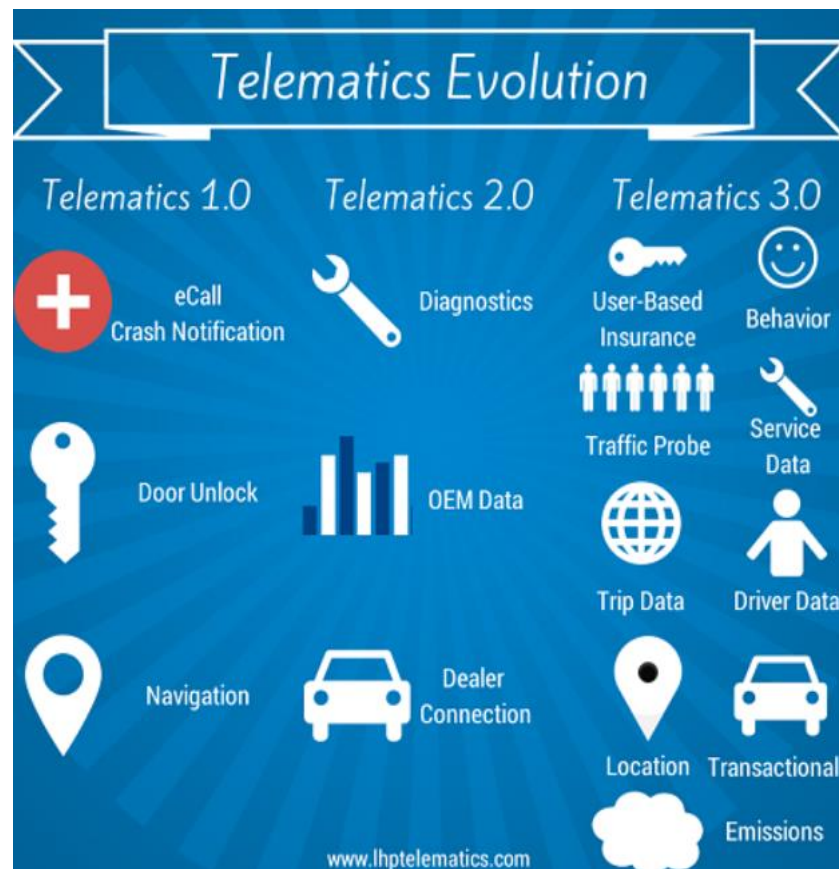 Telematics Evolution
Telematics 1.0
eCall
Crash Notification
Door Unlock
Navigation
Telematics 2.0
Diagnostics
OEM Data
Dealer
Connection
Telematics 3.0
User-Based
Insurance
Behavior
Traffic Probe
Service
Data
Trip Data
Driver Data
Location
Transactional
Emissions
www.lhptelematics.com